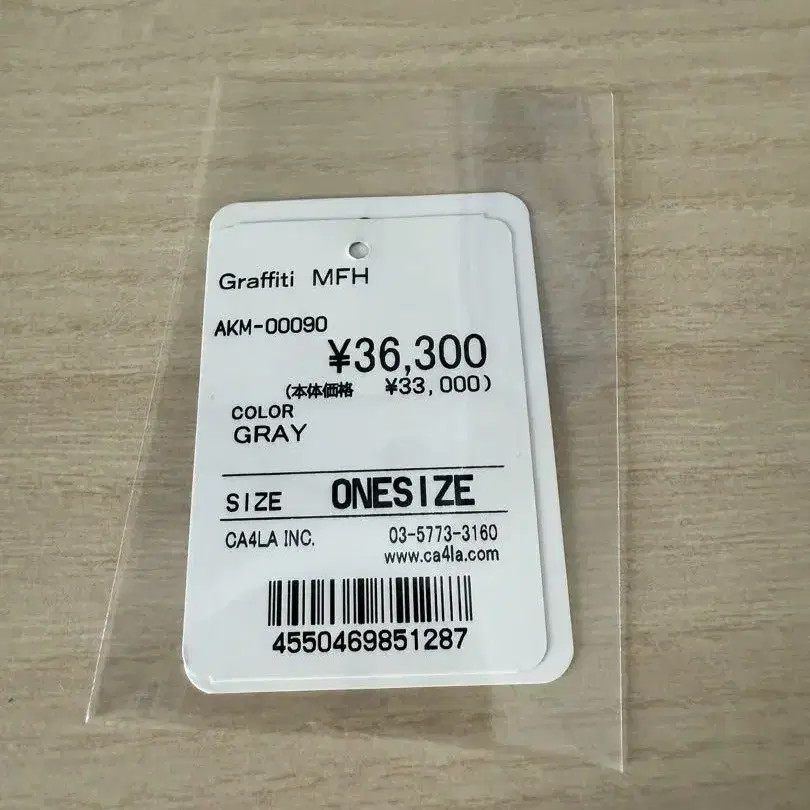 Graffiti MFH
AKM-00090
¥36,300
(本体価格 ¥33,000)
COLOR
GRAY
SIZE ONESIZE
CA4LA INC. 03-5773-3160
www.ca4la.com
4550469851287